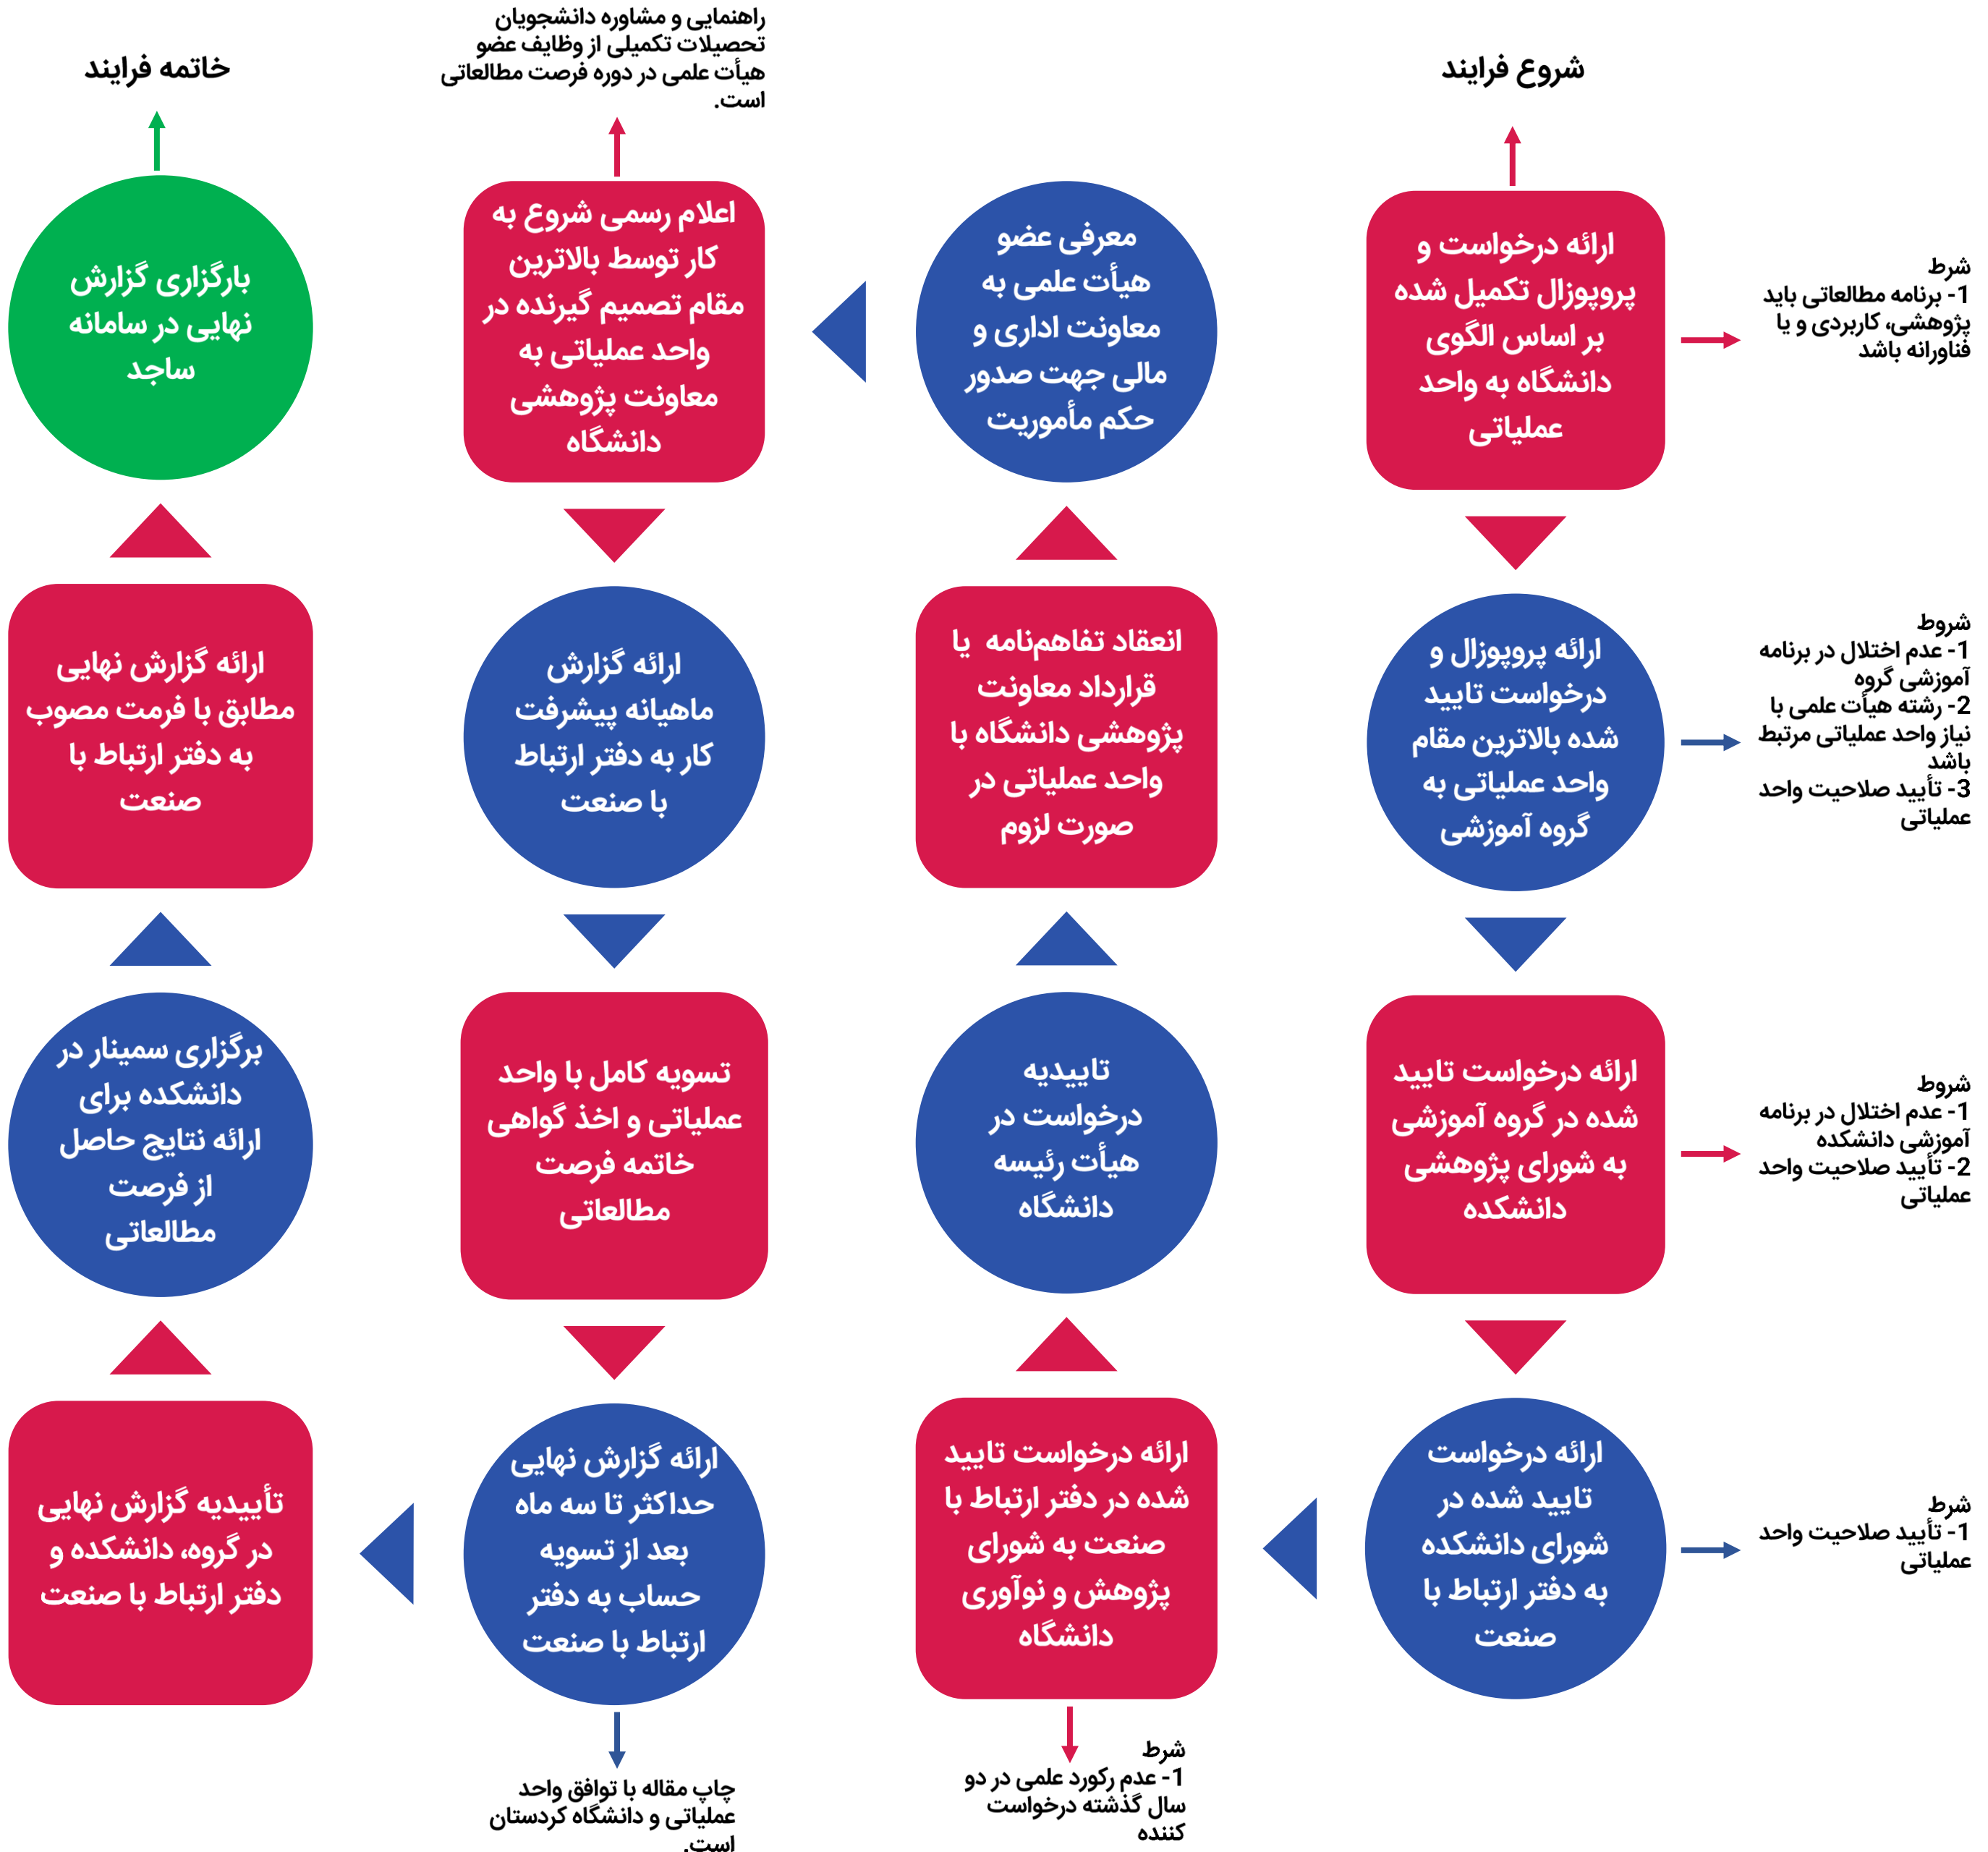 شروع فرایند
ارائه درخواست و
پروپوزال تکمیل شده
بر اساس الگوی
دانشگاه به واحد
عملیاتی
شرط
1- برنامه مطالعاتی باید
پژوهشی، کاربردی و یا
فناورانه باشد
ارائه پروپوزال و
درخواست تایید
شده بالاترین مقام
واحد عملیاتی به
گروه آموزشی
شروط
1- عدم اختلال در برنامه
آموزشی گروه
2- رشته هیأت علمی با
نیاز واحد عملیاتی مرتبط
باشد
3- تأیید صلاحیت واحد
عملیاتی
ارائه درخواست تایید
شده در گروه آموزشی
به شورای پژوهشی
دانشکده
شروط
1- عدم اختلال در برنامه
آموزشی دانشکده
2- تأیید صلاحیت واحد
عملیاتی
ارائه درخواست
تایید شده در
شورای دانشکده
به دفتر ارتباط با
صنعت
شرط
1- تأیید صلاحیت واحد
عملیاتی
ارائه درخواست تایید
شده در دفتر ارتباط با
صنعت به شورای
پژوهش و نوآوری
دانشگاه
شرط
1- عدم رکورد علمی در دو
سال گذشته درخواست
کننده
تاییدیه
درخواست در
هیأت رئیسه
دانشگاه
انعقاد تفاهم‌نامه یا
قرارداد معاونت
پژوهشی دانشگاه با
واحد عملیاتی در
صورت لزوم
معرفی عضو
هیأت علمی به
معاونت اداری و
مالی جهت صدور
حکم مأموریت
راهنمایی و مشاوره دانشجویان
تحصیلات تکمیلی از وظایف عضو
هیأت علمی در دوره فرصت مطالعاتی
است.
اعلام رسمی شروع به
کار توسط بالاترین
مقام تصمیم گیرنده در
واحد عملیاتی به
معاونت پژوهشی
دانشگاه
ارائه گزارش
ماهیانه پیشرفت
کار به دفتر ارتباط
با صنعت
تسویه کامل با واحد
عملیاتی و اخذ گواهی
خاتمه فرصت
مطالعاتی
ارائه گزارش نهایی
حداکثر تا سه ماه
بعد از تسویه
حساب به دفتر
ارتباط با صنعت
چاپ مقاله با توافق واحد
عملیاتی و دانشگاه کردستان
است.
تأییدیه گزارش نهایی
در گروه، دانشکده و
دفتر ارتباط با صنعت
برگزاری سمینار در
دانشکده برای
ارائه نتایج حاصل
از فرصت
مطالعاتی
ارائه گزارش نهایی
مطابق با فرمت مصوب
به دفتر ارتباط با
صنعت
بارگزاری گزارش
نهایی در سامانه
ساجد
خاتمه فرایند